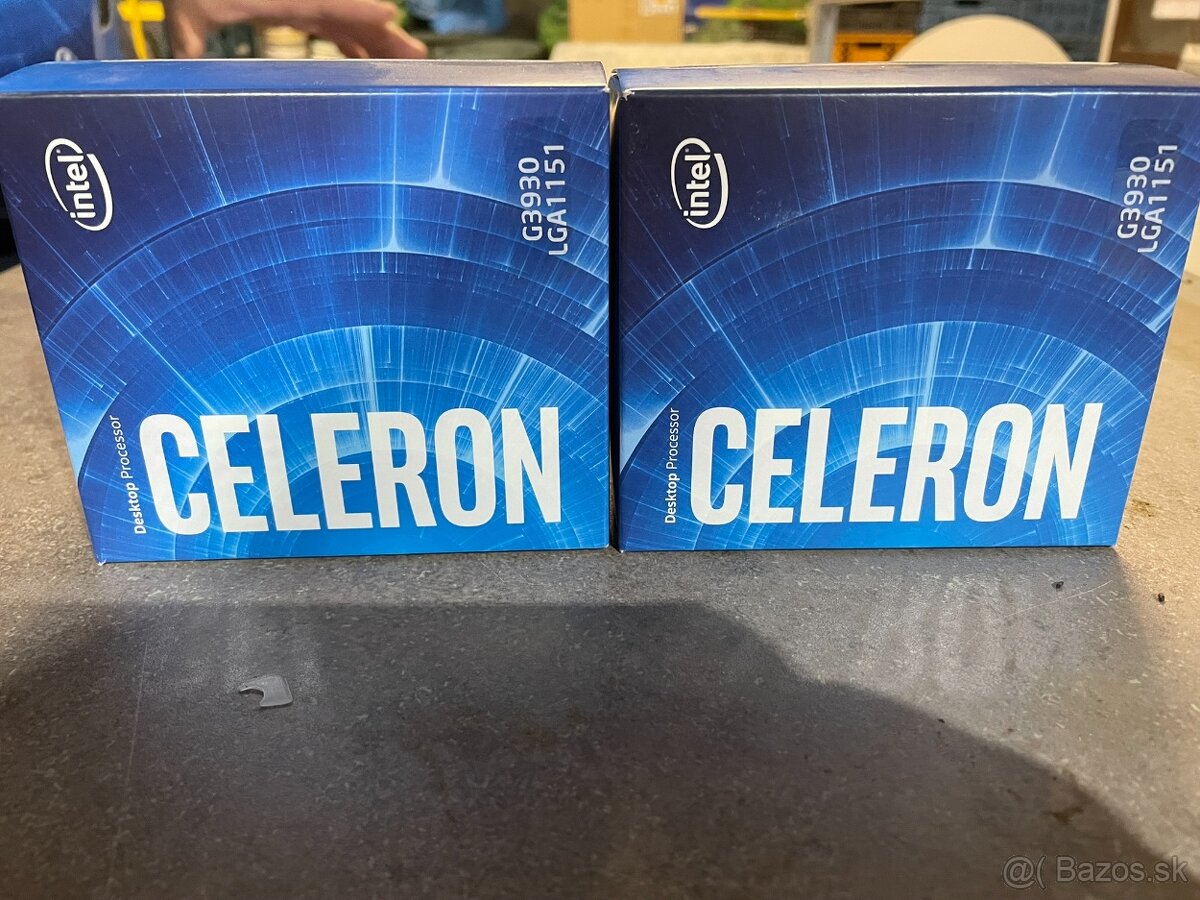 intel
G3930
LGA1151
Desktop Processor
CELERON
intel
G3930
LGA1151
Desktop Processor
CELERON
@( Bazos.sk